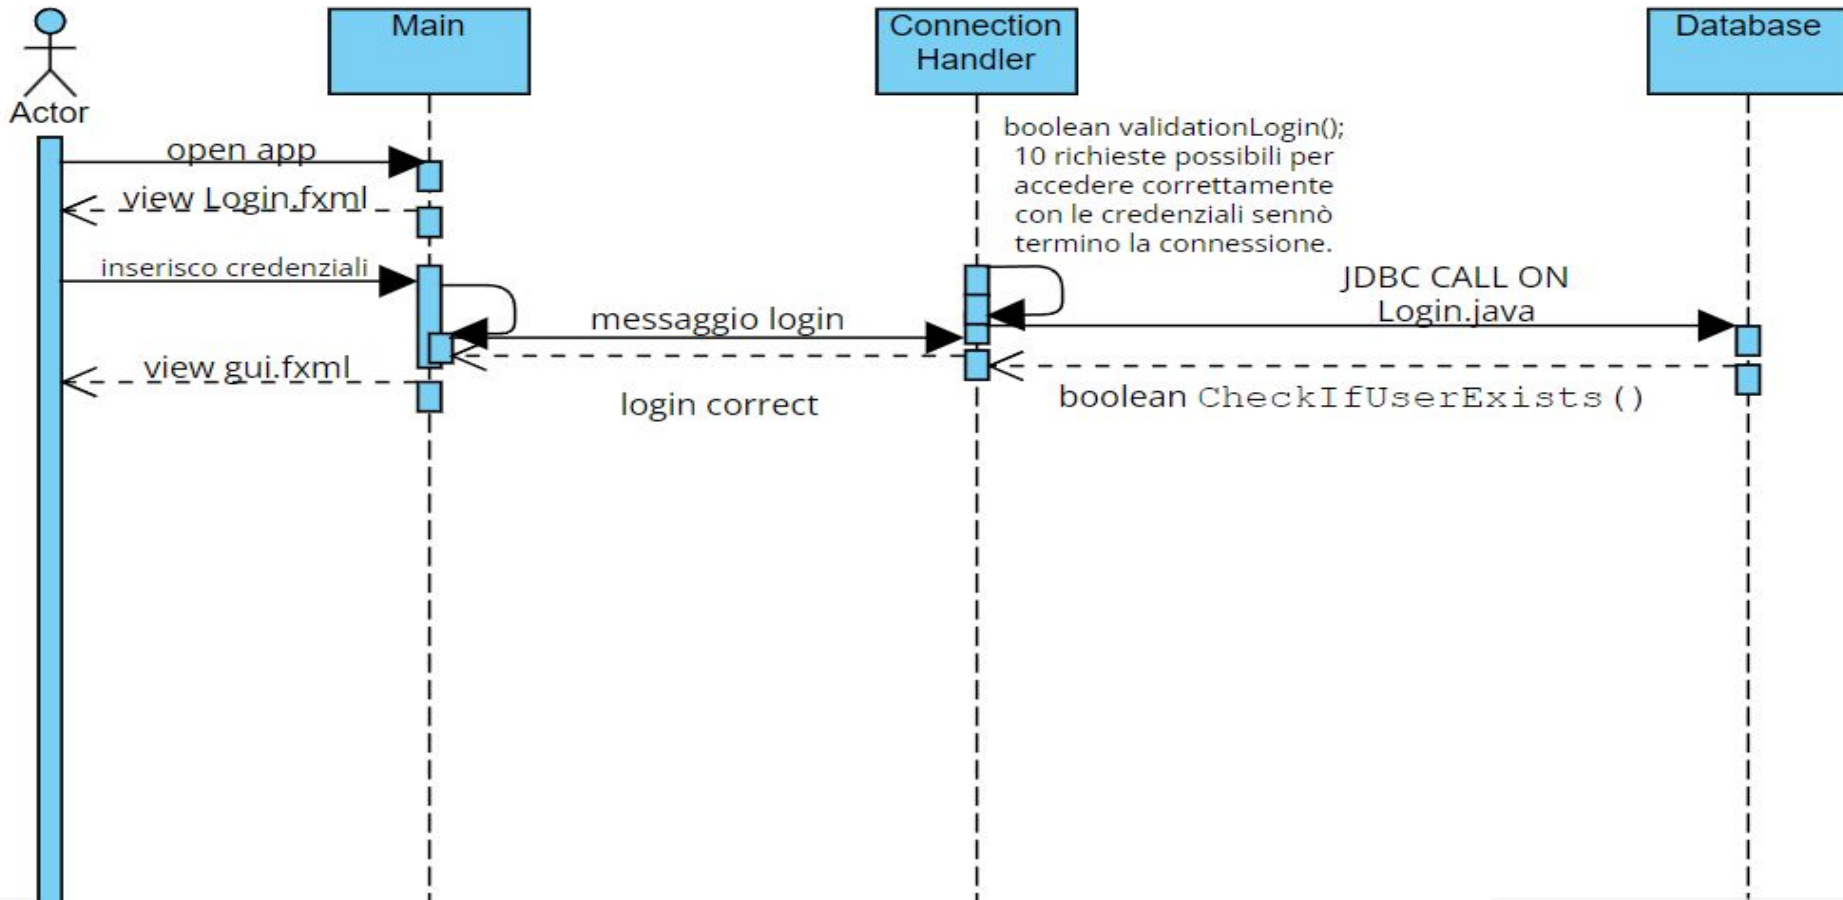 Main
Connection
Handler
Database
Actor
open app
view Login.fxml
inserisco credenziali
view gui.fxml
messaggio login
login correct
boolean validationLogin();
10 richieste possibili per
accedere correttamente
con le credenziali sennò
termino la connessione.
JDBC CALL ON
Login.java
boolean CheckIfUserExists()